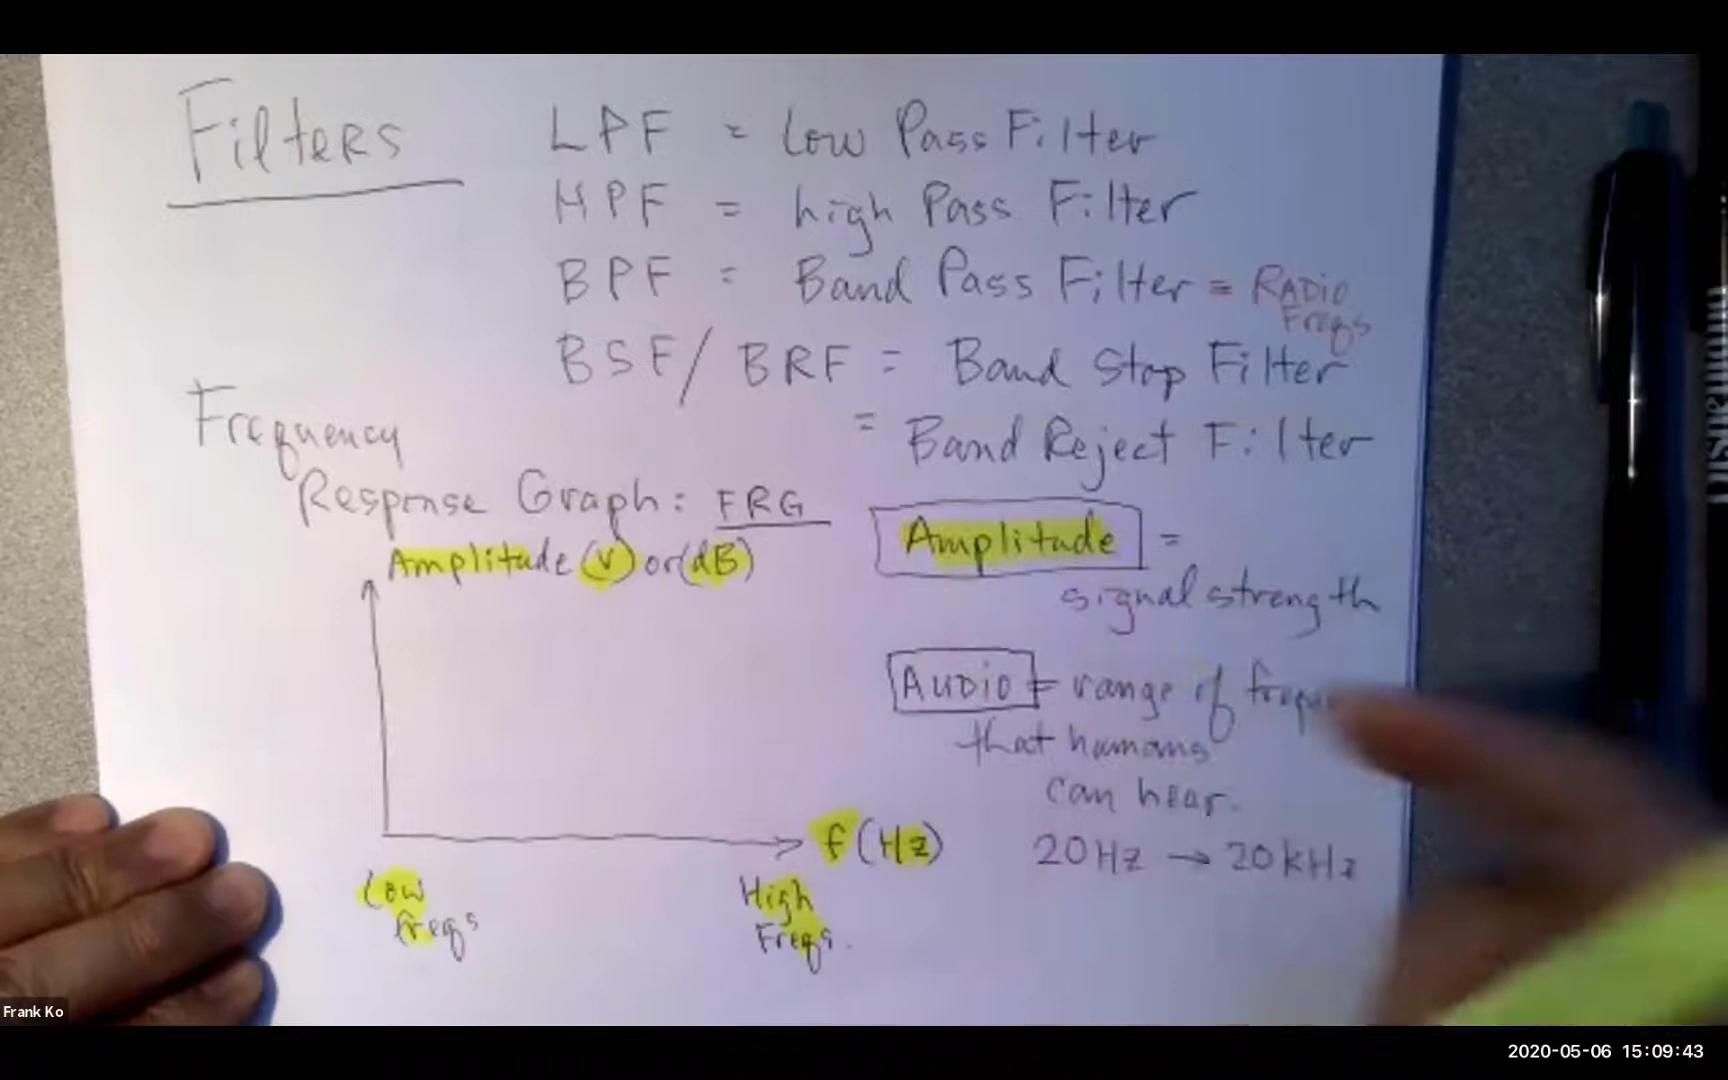 Filters
LPF = Low Pass Filter
HPF = high Pass Filter
BPF = Band Pass Filter = RADIO
Freqs
BSF/BRF = Band Stop Filter
= Band Reject Filter
Frequency
Response Graph: FRG
Amplitude (V) or (dB)
Amplitude =
signal strength
AUDIO = range of
that humans
can hear.
20Hz → 20kHz
f (Hz)
Low
freqs
High
Freqs.
Frank Ko
2020-05-06 15:09:43